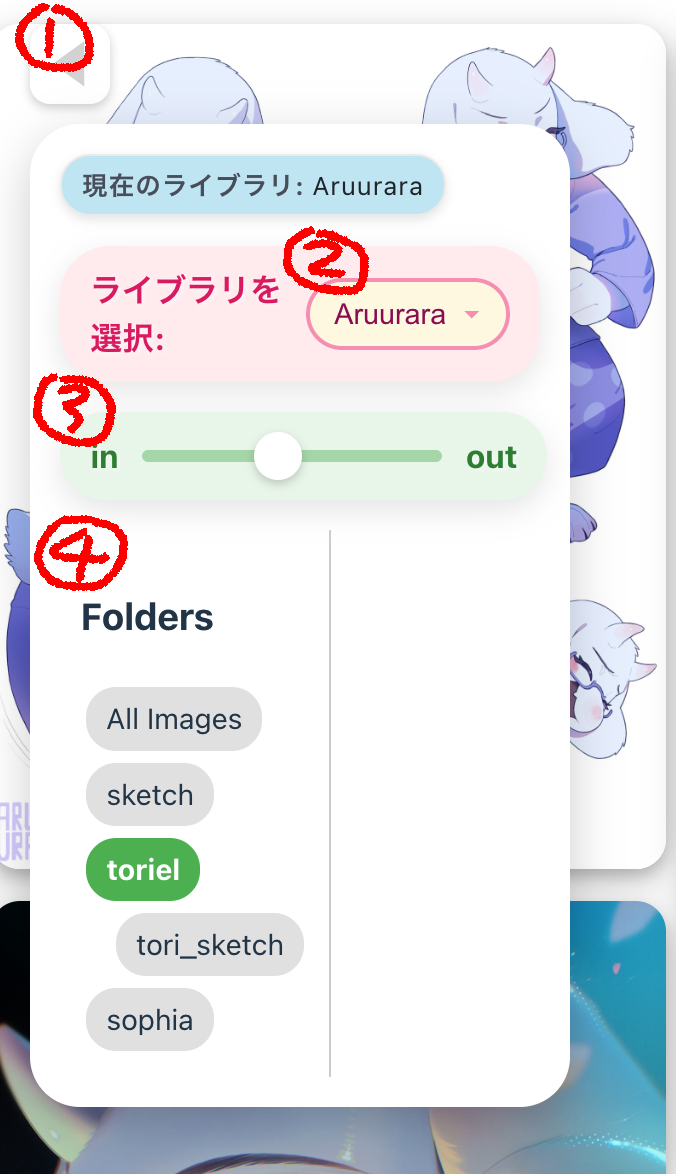 ①
現在のライブラリ: Aruurara
②
ライブラリを
選択:
Aruurara
③
in
out
④
Folders
All Images
sketch
toriel
tori_sketch
sophia